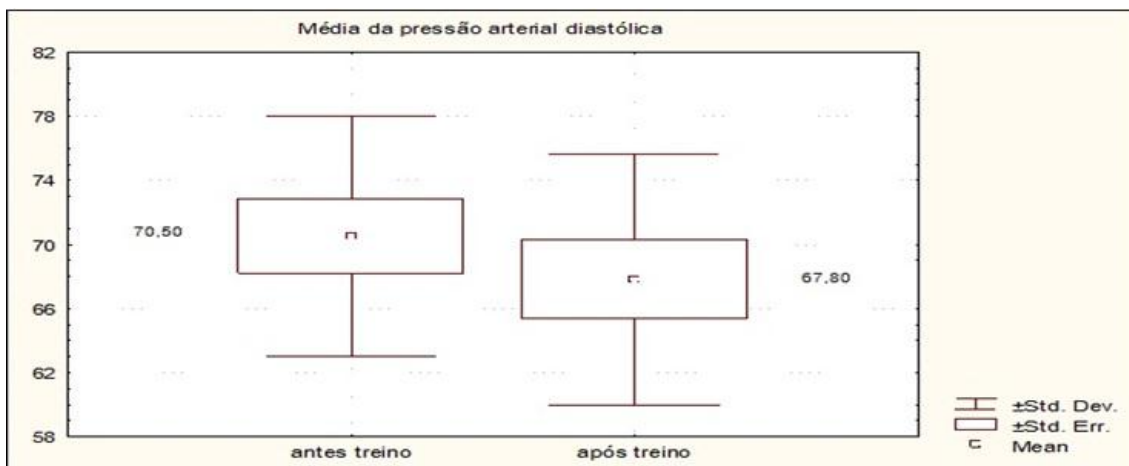 Média da pressão arterial diastólica
82
78
74
70
66
62
58
70,50
67,80
antes treino
após treino
±Std. Dev.
±Std. Err.
Mean